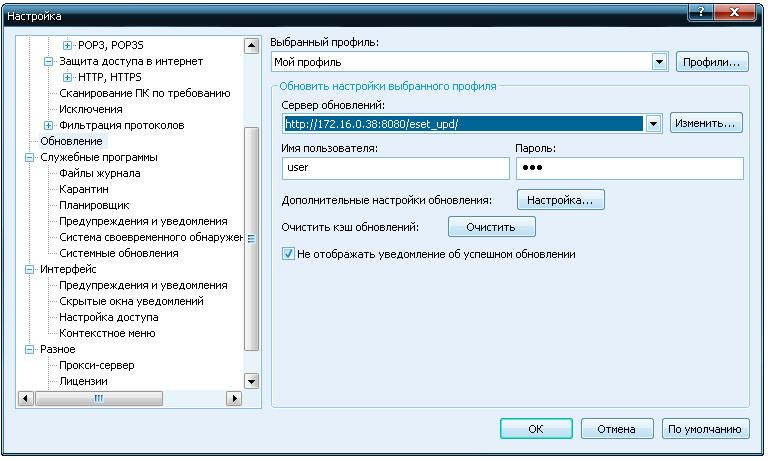 Настройка
POP3, POP3S
Защита доступа в интернет
HTTP, HTTPS
Сканирование ПК по требованию
Исключения
Фильтрация протоколов
Обновление
Служебные программы
Файлы журнала
Карантин
Планировщик
Предупреждения и уведомления
Система своевременного обнаружен
Системные обновления
Интерфейс
Предупреждения и уведомления
Скрытые окна уведомлений
Настройка доступа
Контекстное меню
Разное
Прокси-сервер
Лицензии
Выбранный профиль:
Мой профиль
Профили...
Обновить настройки выбранного профиля
Сервер обновлений:
http://172.16.0.38:8080/eset_upd/
Изменить...
Имя пользователя:
Пароль:
user
●●●
Дополнительные настройки обновления:
Настройка...
Очистить кэш обновлений:
Очистить
Не отображать уведомление об успешном обновлении
OK
Отмена
По умолчанию